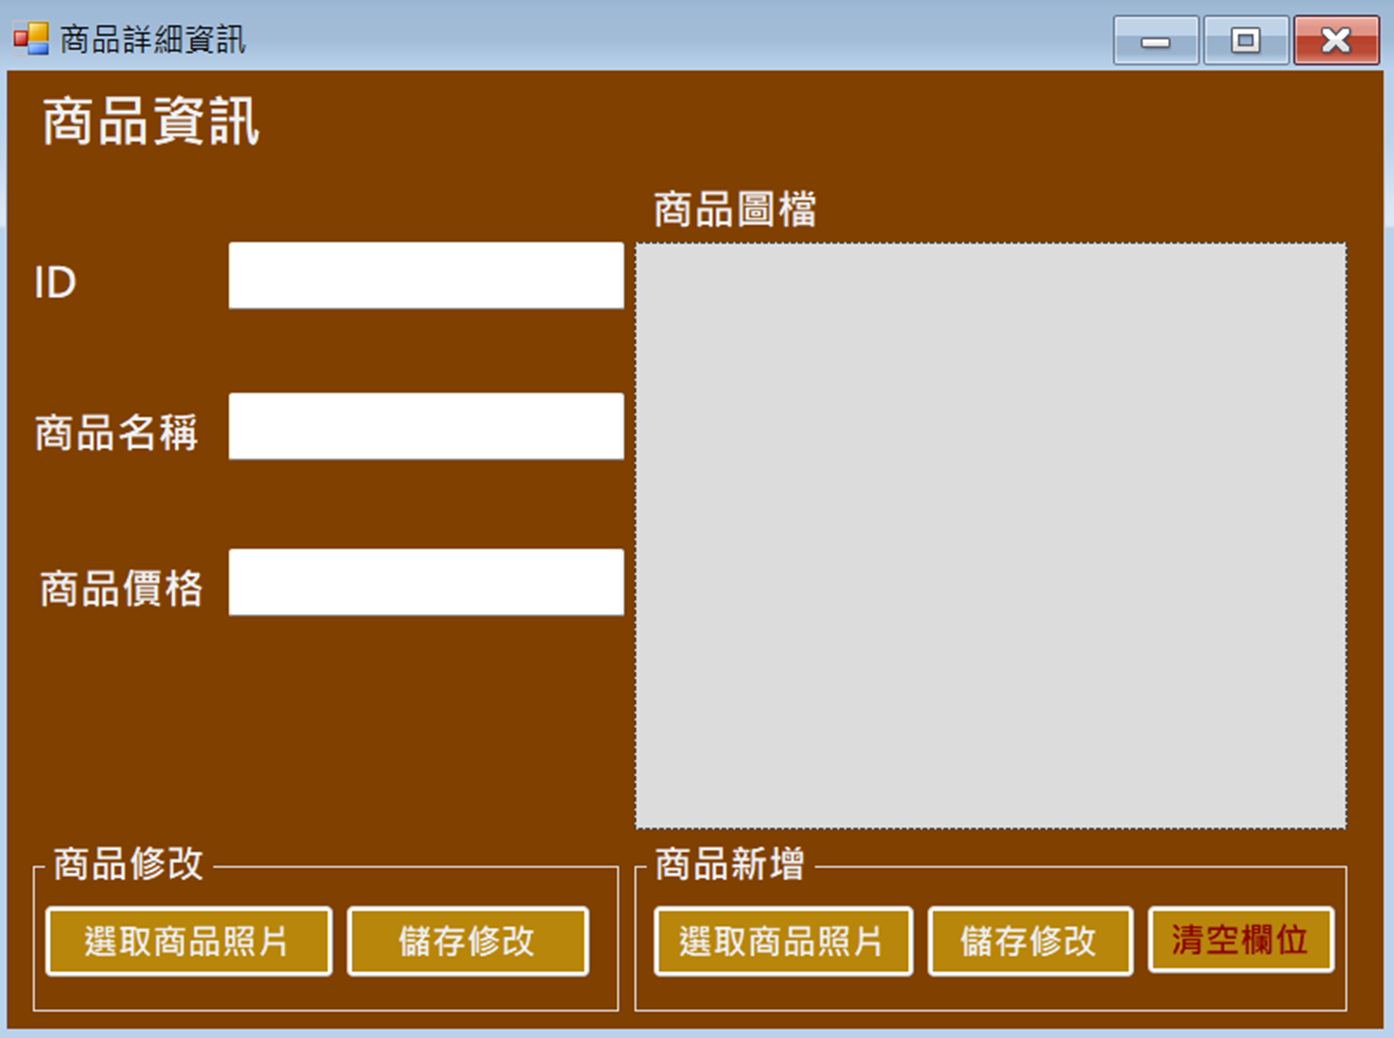 商品詳細資訊
商品資訊
商品圖檔
ID
商品名稱
商品價格
商品修改
選取商品照片
儲存修改
商品新增
選取商品照片
儲存修改
清空欄位